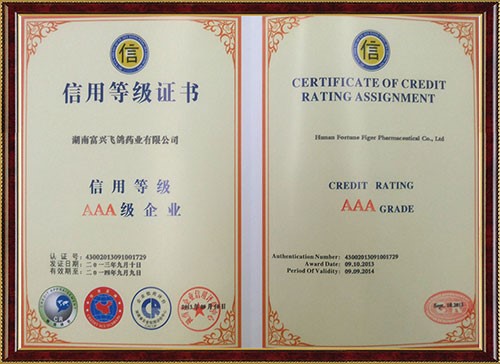 信
信用等级证书
湖南富兴飞鸽药业有限公司
信用等级
AAA级企业
认证号:43002013091001729
发证日期:二〇一三年九月十日
有效期至:二〇一四年九月九日
信
CERTIFICATE OF CREDIT
RATING ASSIGNMENT
Hunan Fortune Figer Pharmaceutical Co., Ltd
CREDIT RATING
AAA GRADE
Authentication Number: 43002013091001729
Award Date: 09.10.2013
Period Of Validity: 09.09.2014